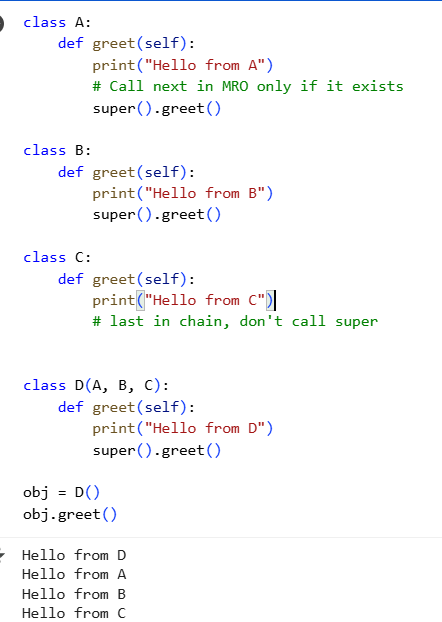 class A:
    def greet(self):
        print("Hello from A")
        # Call next in MRO only if it exists
        super().greet()

class B:
    def greet(self):
        print("Hello from B")
        super().greet()

class C:
    def greet(self):
        print("Hello from C")
        # last in chain, don't call super


class D(A, B, C):
    def greet(self):
        print("Hello from D")
        super().greet()

obj = D()
obj.greet()

Hello from D
Hello from A
Hello from B
Hello from C